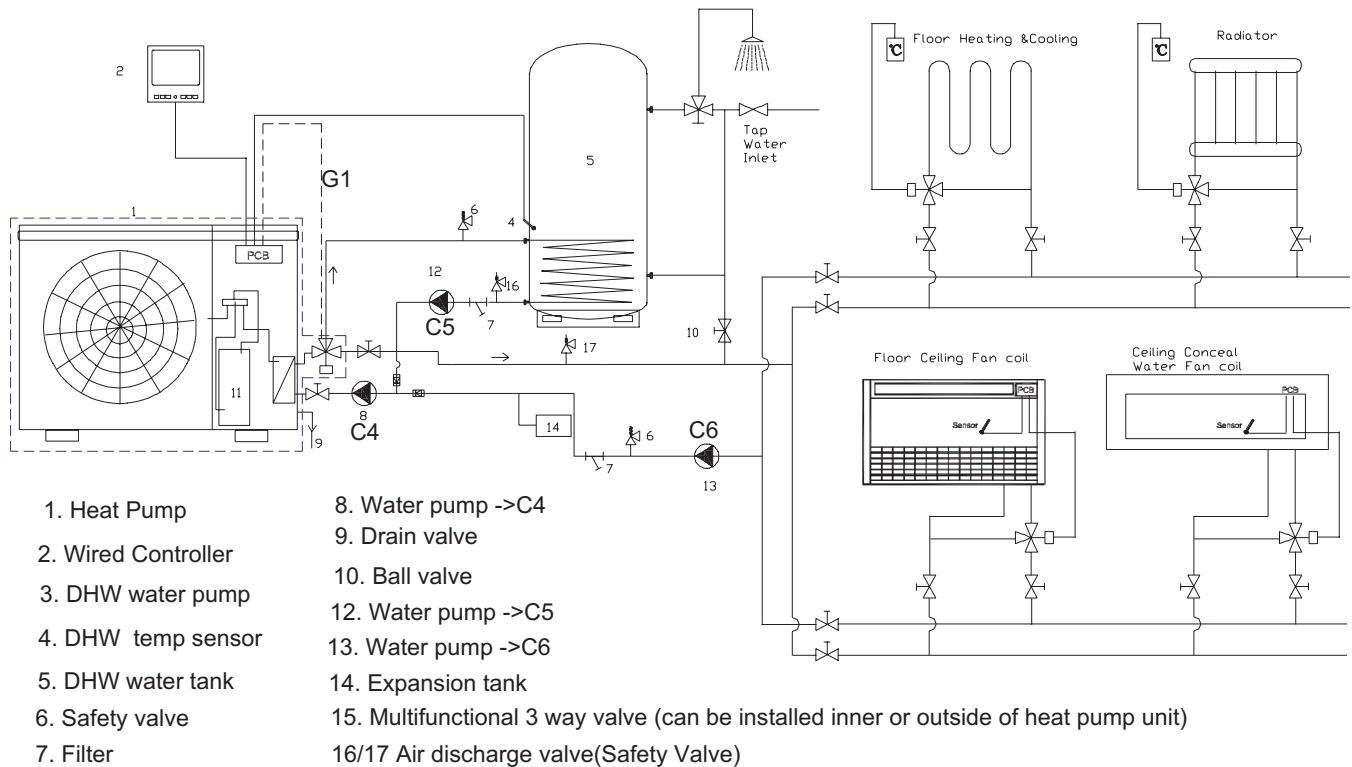 Floor Heating &Cooling
Radiator
℃
℃
2
Tap
Water
Inlet
5
G1
1
6
4
PCB
12
16
C5
7
10
17
Floor Ceiling Fan coil
Ceiling Conceal
Water Fan coil
11
8
C4
9
14
6
C6
7
13
PCB
Sensor
PCB
Sensor
1. Heat Pump
2. Wired Controller
3. DHW water pump
4. DHW temp sensor
5. DHW water tank
6. Safety valve
7. Filter
8. Water pump ->C4
9. Drain valve
10. Ball valve
12. Water pump ->C5
13. Water pump ->C6
14. Expansion tank
15. Multifunctional 3 way valve (can be installed inner or outside of heat pump unit)
16/17 Air discharge valve(Safety Valve)